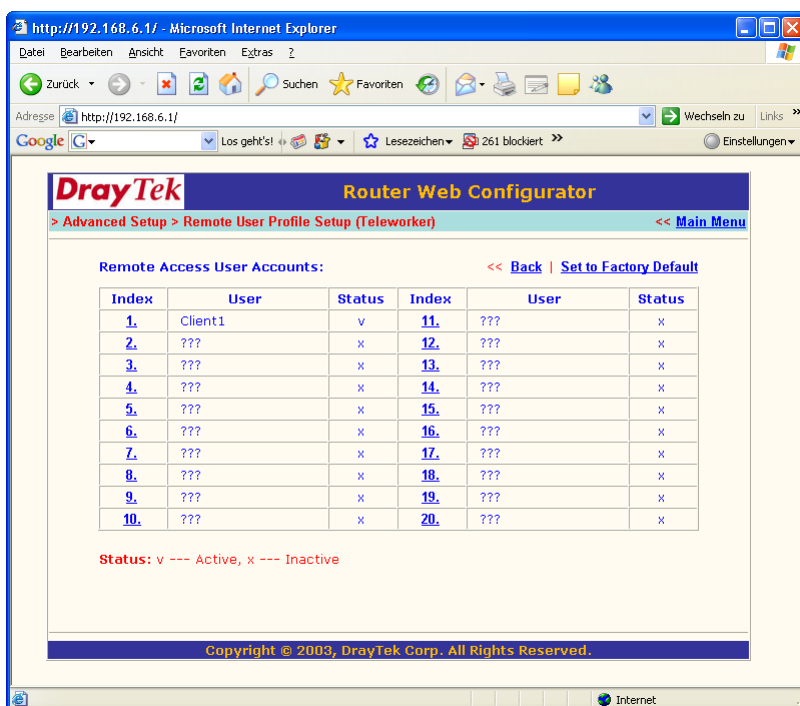 http://192.168.6.1/ - Microsoft Internet Explorer
Datei Bearbeiten Ansicht Favoriten Extras ?
Zurück Suchen Favoriten
Adresse http://192.168.6.1/ Wechseln zu Links »
Google G Los geht's! Lesezeichen 261 blockiert » Einstellungen
DrayTek Router Web Configurator
> Advanced Setup > Remote User Profile Setup (Teleworker) << Main Menu
Remote Access User Accounts: << Back | Set to Factory Default
Index User Status Index User Status
1. Client1 v 11. ??? x
2. ??? x 12. ??? x
3. ??? x 13. ??? x
4. ??? x 14. ??? x
5. ??? x 15. ??? x
6. ??? x 16. ??? x
7. ??? x 17. ??? x
8. ??? x 18. ??? x
9. ??? x 19. ??? x
10. ??? x 20. ??? x
Status: v --- Active, x --- Inactive
Copyright © 2003, DrayTek Corp. All Rights Reserved.
Internet